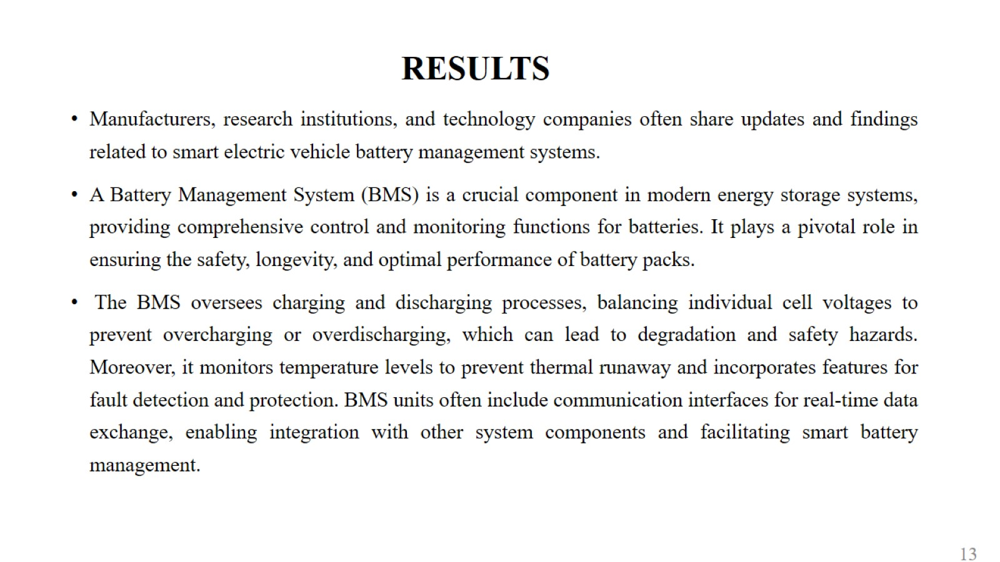 RESULTS
• Manufacturers, research institutions, and technology companies often share updates and findings
related to smart electric vehicle battery management systems.
• A Battery Management System (BMS) is a crucial component in modern energy storage systems,
providing comprehensive control and monitoring functions for batteries. It plays a pivotal role in
ensuring the safety, longevity, and optimal performance of battery packs.
• The BMS oversees charging and discharging processes, balancing individual cell voltages to
prevent overcharging or overdischarging, which can lead to degradation and safety hazards.
Moreover, it monitors temperature levels to prevent thermal runaway and incorporates features for
fault detection and protection. BMS units often include communication interfaces for real-time data
exchange, enabling integration with other system components and facilitating smart battery
management.
13